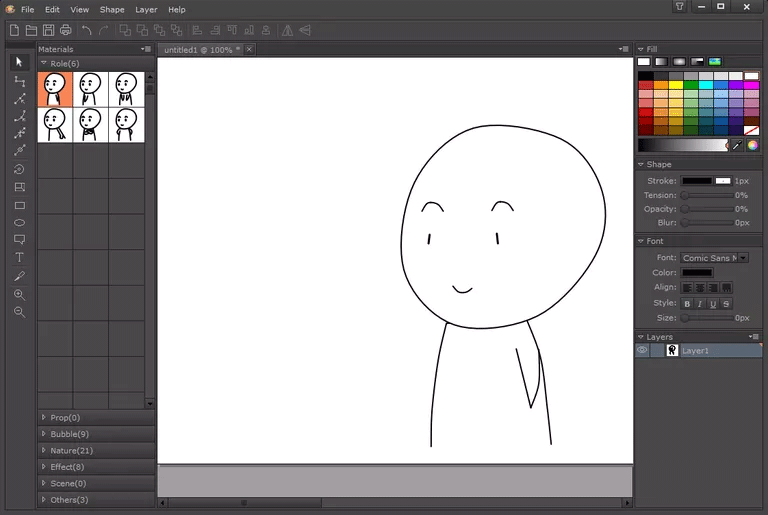 File Edit View Shape Layer Help
Materials
untitled1 @ 100% *
Fill
Role(6)
Shape
Stroke: 1px
Tension: 0%
Opacity: 0%
Blur: 0px
Font
Font: Comic Sans M
Color:
Align:
Style: B I U S
Size: 0px
Layers
Layer1
Prop(0)
Bubble(9)
Nature(21)
Effect(8)
Scene(0)
Others(3)